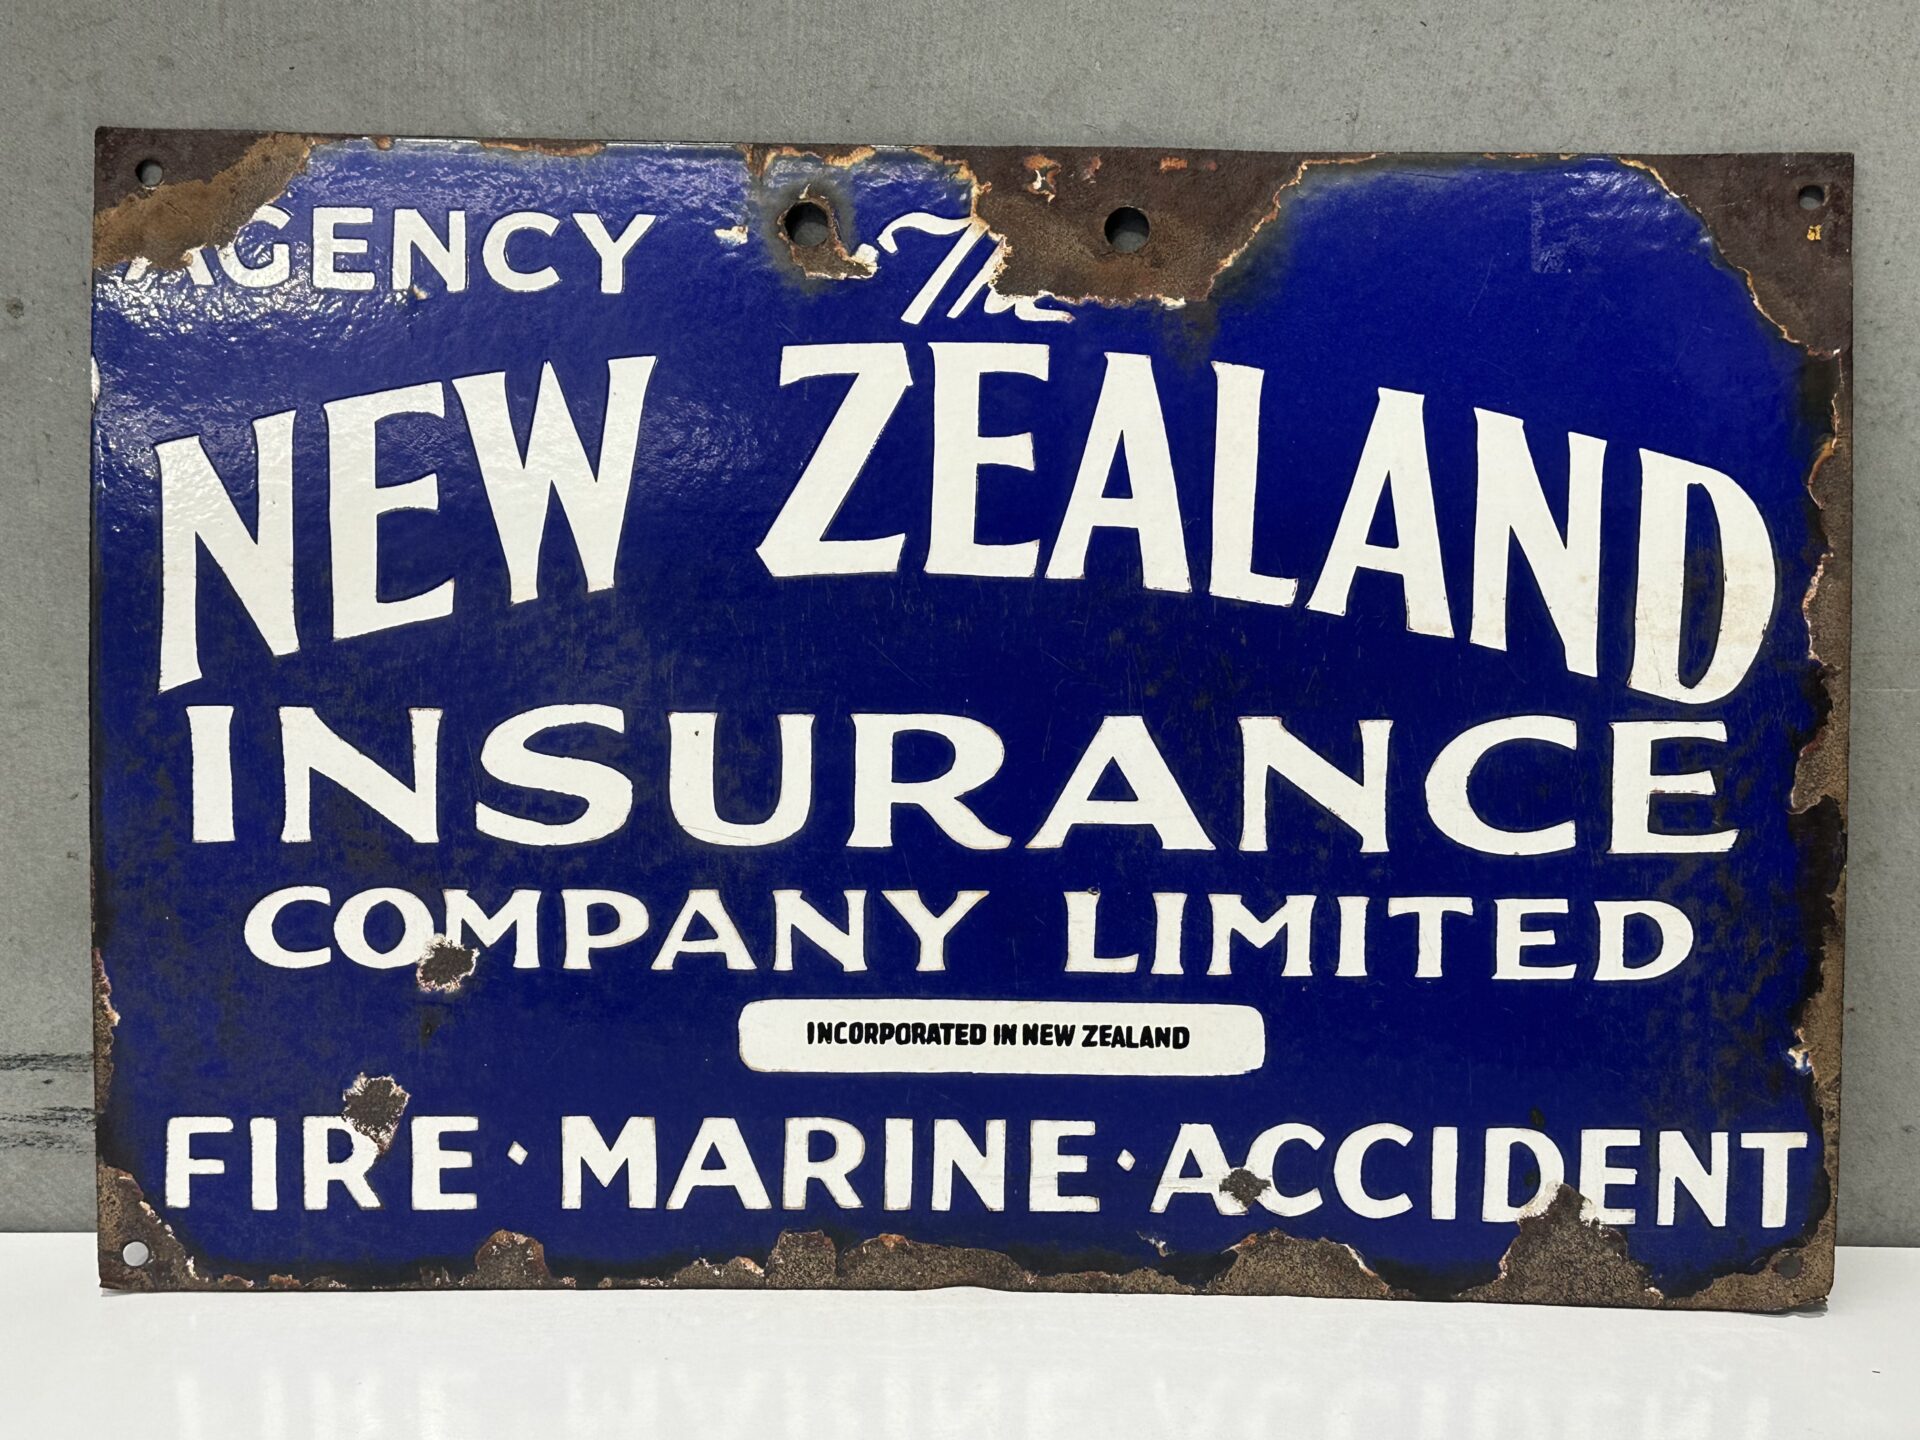 AGENCY The
NEW ZEALAND
INSURANCE
COMPANY LIMITED
INCORPORATED IN NEW ZEALAND
FIRE · MARINE · ACCIDENT